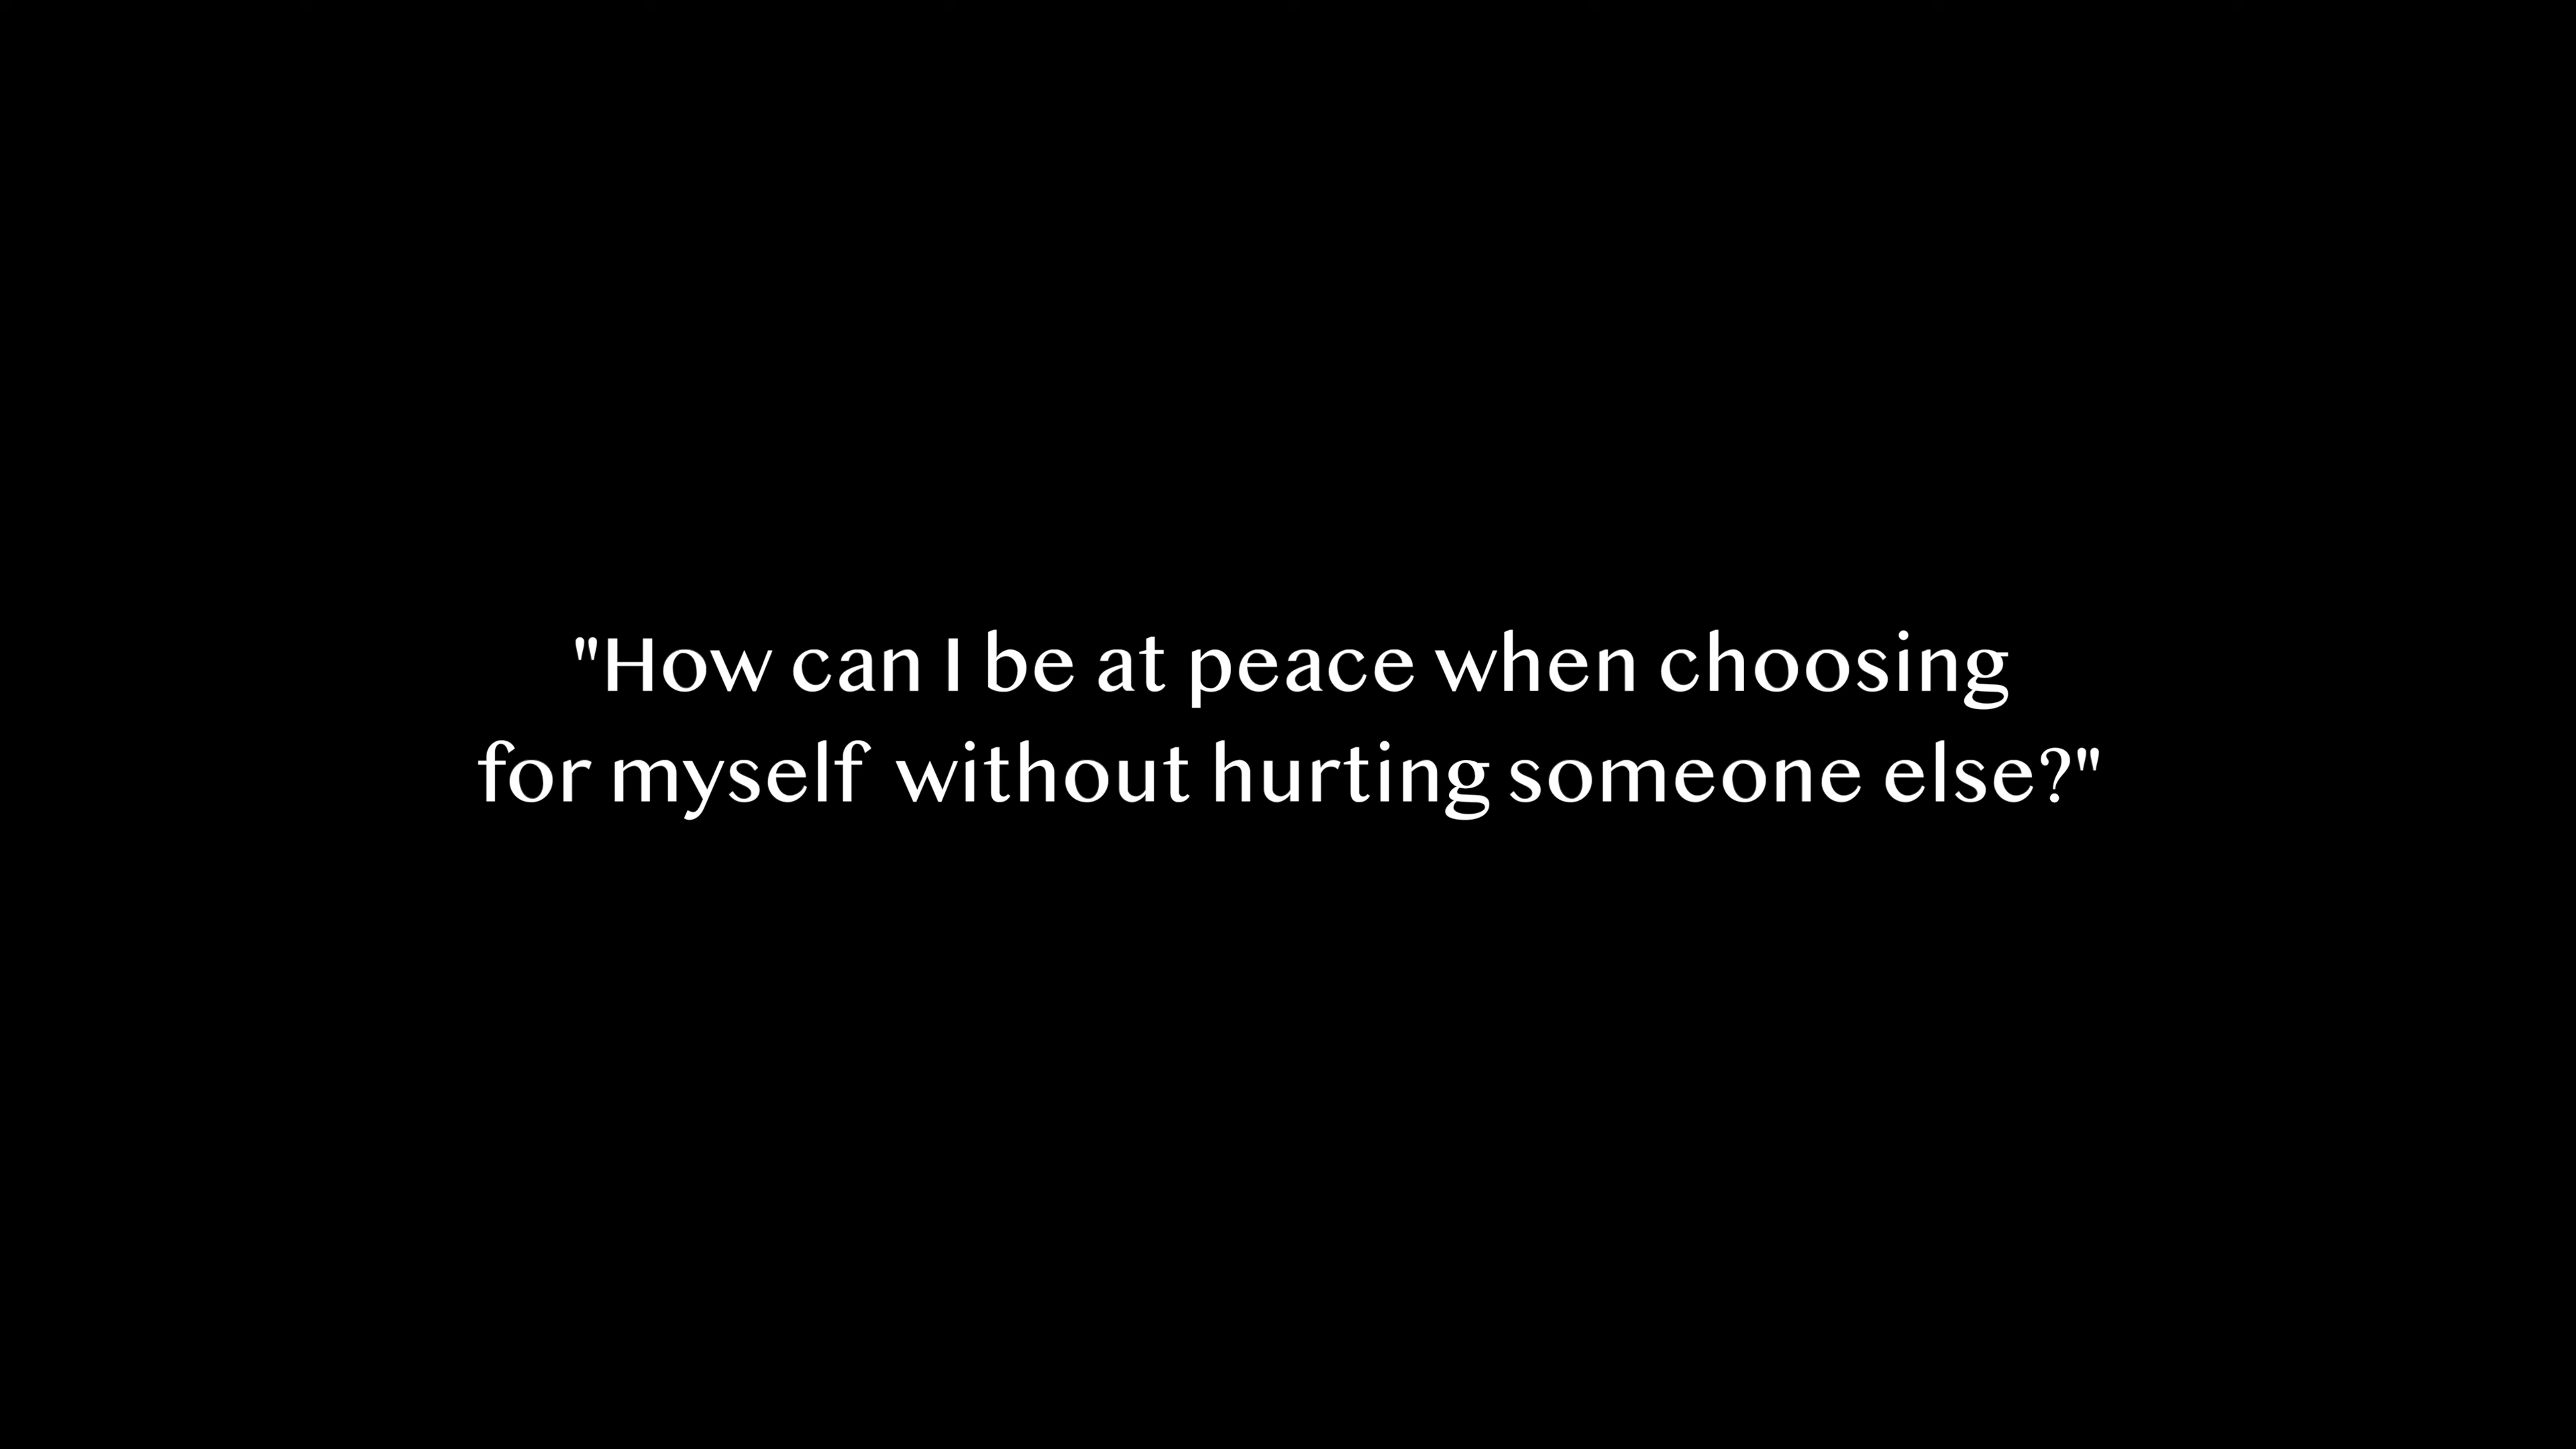 "How can I be at peace when choosing
for myself  without hurting someone else?"